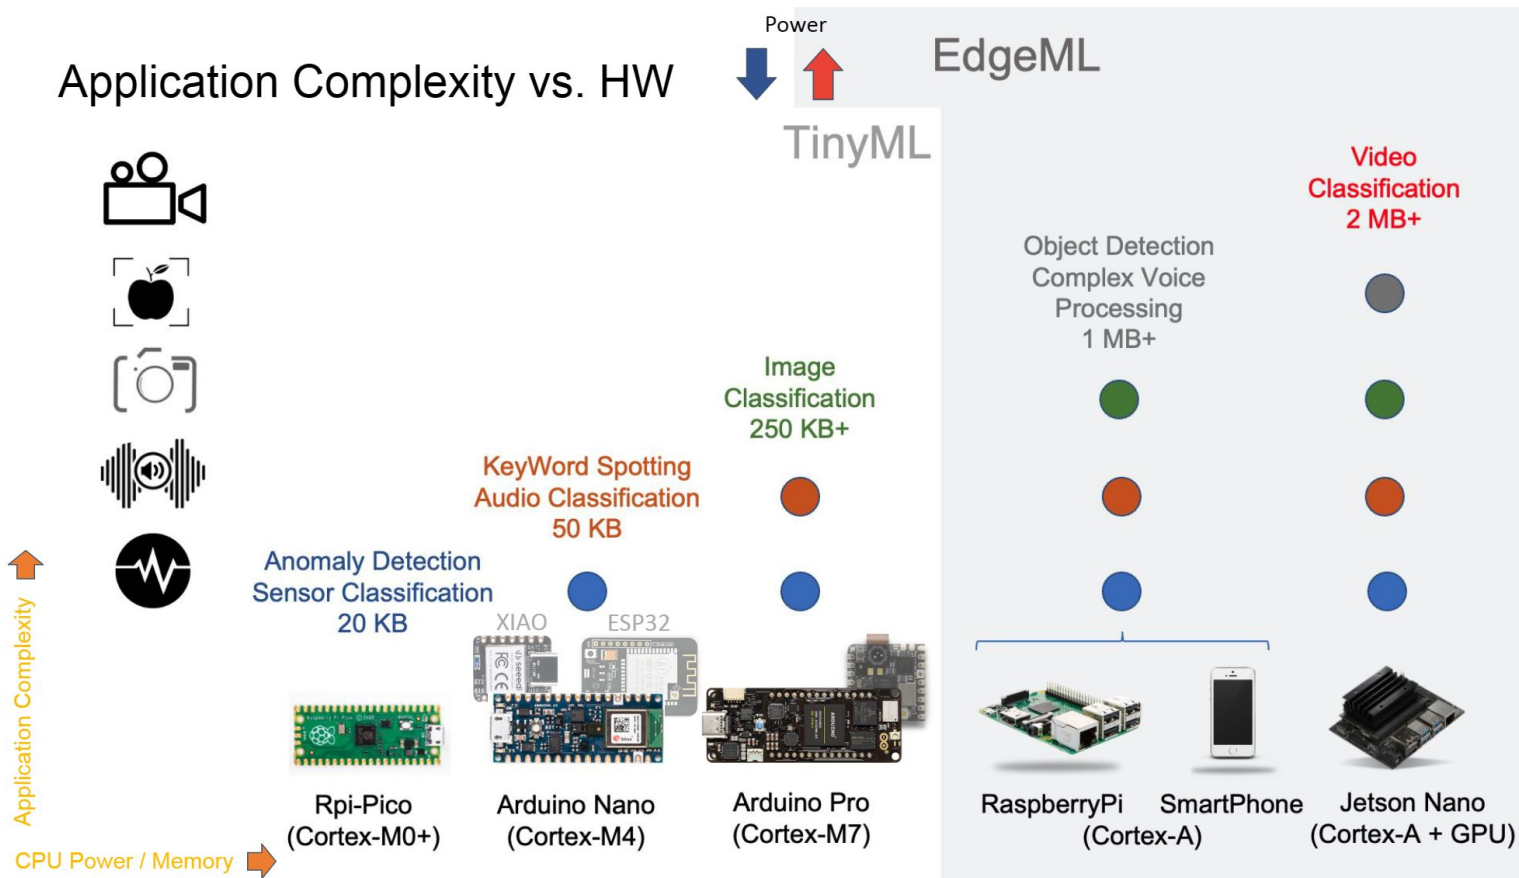 Power
Application Complexity vs. HW
EdgeML
TinyML
Video
Classification
2 MB+
Object Detection
Complex Voice
Processing
1 MB+
Image
Classification
250 KB+
KeyWord Spotting
Audio Classification
50 KB
Anomaly Detection
Sensor Classification
20 KB
XIAO
ESP32
Application Complexity
Rpi-Pico
(Cortex-M0+)
Arduino Nano
(Cortex-M4)
Arduino Pro
(Cortex-M7)
RaspberryPi
SmartPhone
(Cortex-A)
Jetson Nano
(Cortex-A + GPU)
CPU Power / Memory